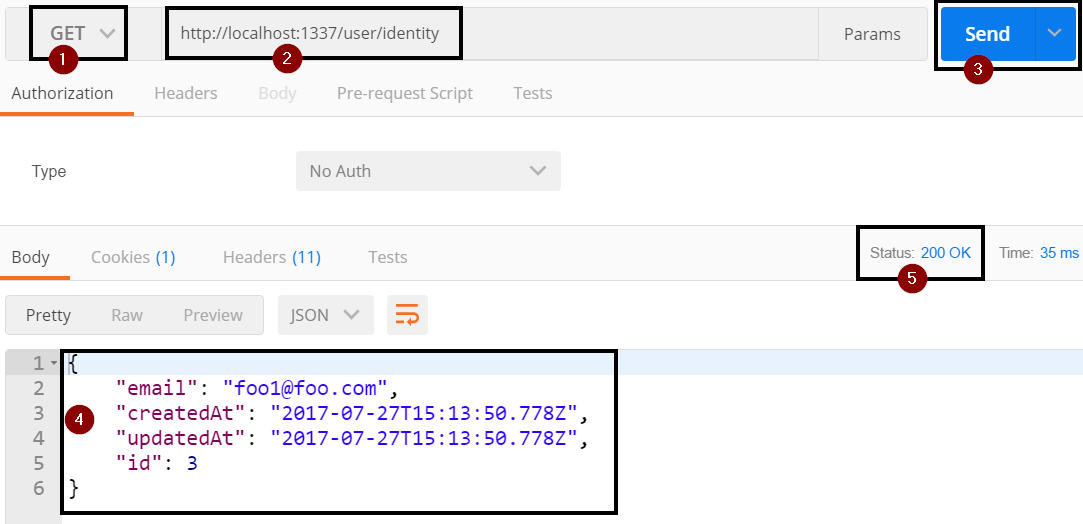 GET http://localhost:1337/user/identity Params Send
1 2 3
Authorization Headers Body Pre-request Script Tests
Type No Auth
Body Cookies (1) Headers (11) Tests Status: 200 OK Time: 35 ms
5
Pretty Raw Preview JSON
1 {
2 "email": "foo1@foo.com",
3 "createdAt": "2017-07-27T15:13:50.778Z",
4
4 "updatedAt": "2017-07-27T15:13:50.778Z",
5 "id": 3
6 }